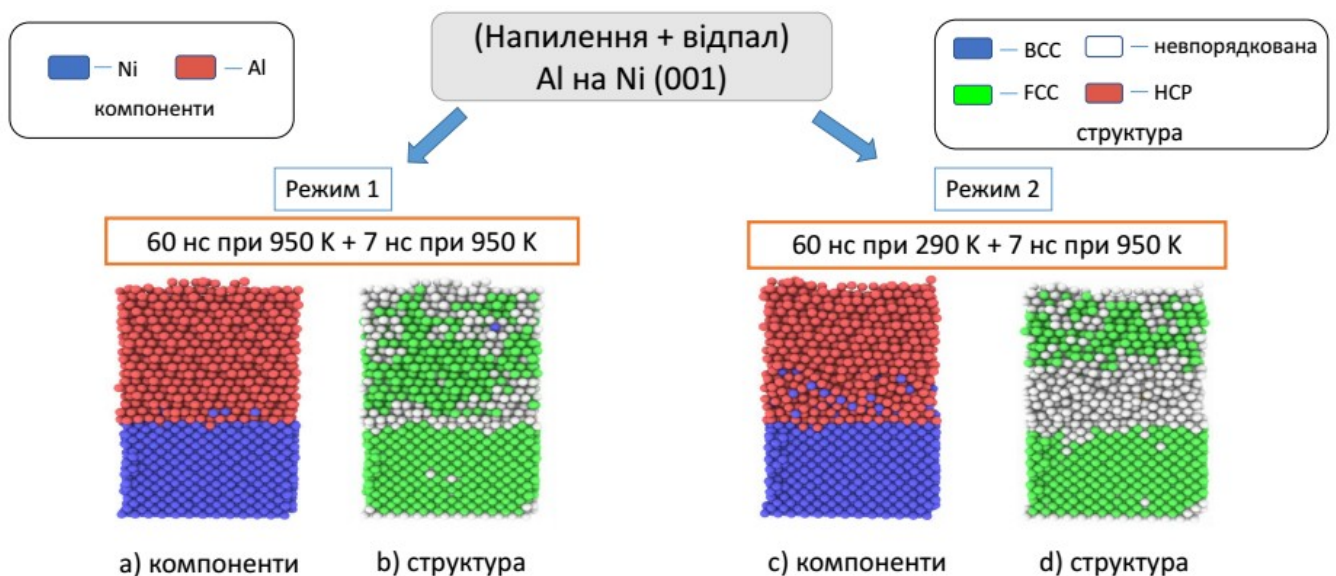 (Напилення + відпал)
Al на Ni (001)
— Ni — Al
компоненти
— BCC — невпорядкована
— FCC — HCP
структура
Режим 1
Режим 2
60 нс при 950 K + 7 нс при 950 K
60 нс при 290 K + 7 нс при 950 K
a) компоненти
b) структура
c) компоненти
d) структура